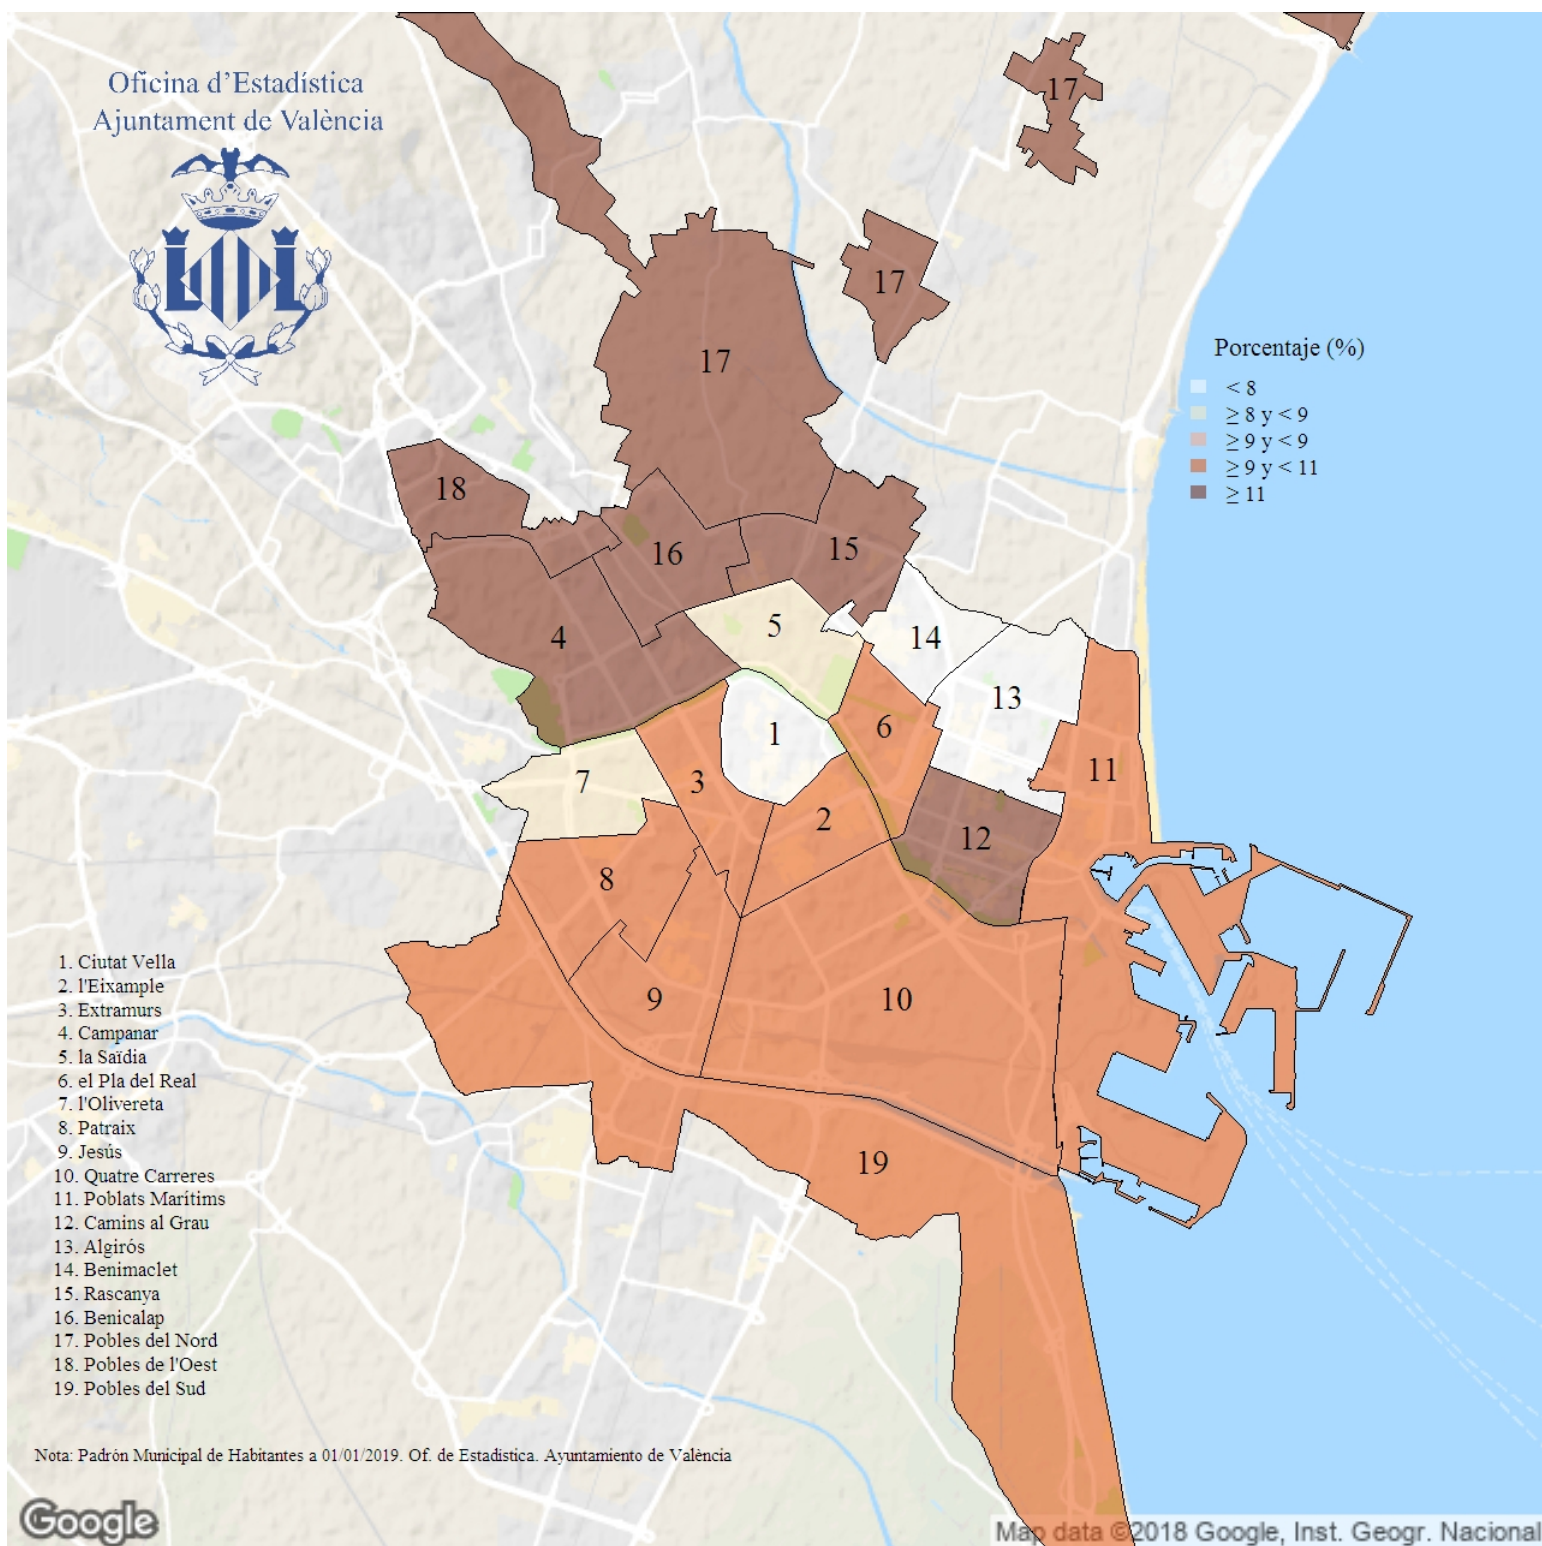 Oficina d'Estadística
Ajuntament de València
17
17
17
Porcentaje (%)
< 8
≥ 8 y < 9
≥ 9 y < 9
≥ 9 y < 11
≥ 11
18
16
15
5
14
4
13
6
1
11
7
3
2
12
8
9
10
19
1. Ciutat Vella
2. l'Eixample
3. Extramurs
4. Campanar
5. la Saïdia
6. el Pla del Real
7. l'Olivereta
8. Patraix
9. Jesús
10. Quatre Carreres
11. Poblats Marítims
12. Camins al Grau
13. Algirós
14. Benimaclet
15. Rascanya
16. Benicalap
17. Pobles del Nord
18. Pobles de l'Oest
19. Pobles del Sud
Nota: Padrón Municipal de Habitantes a 01/01/2019. Of. de Estadística. Ayuntamiento de València
Google
Map data ©2018 Google, Inst. Geogr. Nacional